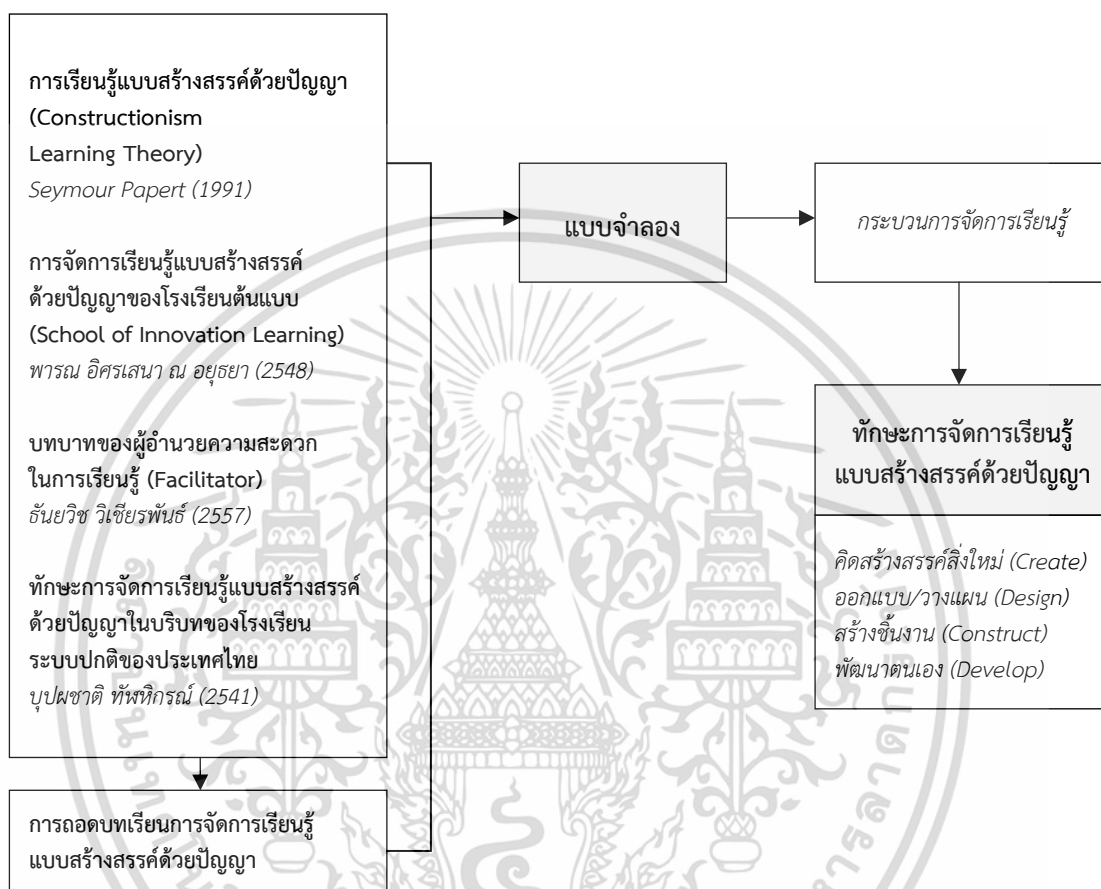 การเรียนรู้แบบสร้างสรรค์ด้วยปัญญา
(Constructionism
Learning Theory)
Seymour Papert (1991)
การจัดการเรียนรู้แบบสร้างสรรค์
ด้วยปัญญาของโรงเรียนต้นแบบ
(School of Innovation Learning)
พารณ อิศรเสนา ณ อยุธยา (2548)
บทบาทของผู้อำนวยความสะดวก
ในการเรียนรู้ (Facilitator)
ธันยวิช วิเชียรพันธ์ (2557)
ทักษะการจัดการเรียนรู้แบบสร้างสรรค์
ด้วยปัญญาในบริบทของโรงเรียน
ระบบปกติของประเทศไทย
บุปผชาติ ทัฬหิกรณ์ (2541)
การถอดบทเรียนการจัดการเรียนรู้
แบบสร้างสรรค์ด้วยปัญญา
แบบจำลอง
กระบวนการจัดการเรียนรู้
ทักษะการจัดการเรียนรู้
แบบสร้างสรรค์ด้วยปัญญา
คิดสร้างสรรค์สิ่งใหม่ (Create)
ออกแบบ/วางแผน (Design)
สร้างชิ้นงาน (Construct)
พัฒนาตนเอง (Develop)